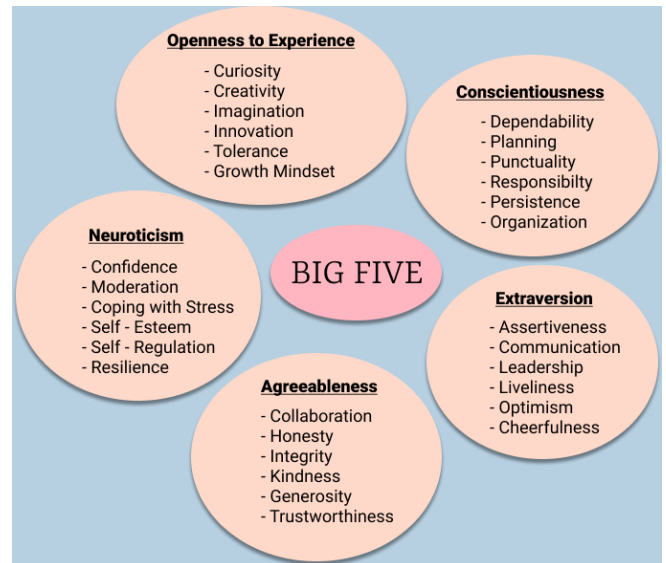 Openness to Experience
- Curiosity
- Creativity
- Imagination
- Innovation
- Tolerance
- Growth Mindset
Conscientiousness
- Dependability
- Planning
- Punctuality
- Responsibilty
- Persistence
- Organization
Neuroticism
- Confidence
- Moderation
- Coping with Stress
- Self - Esteem
- Self - Regulation
- Resilience
BIG FIVE
Extraversion
- Assertiveness
- Communication
- Leadership
- Liveliness
- Optimism
- Cheerfulness
Agreeableness
- Collaboration
- Honesty
- Integrity
- Kindness
- Generosity
- Trustworthiness